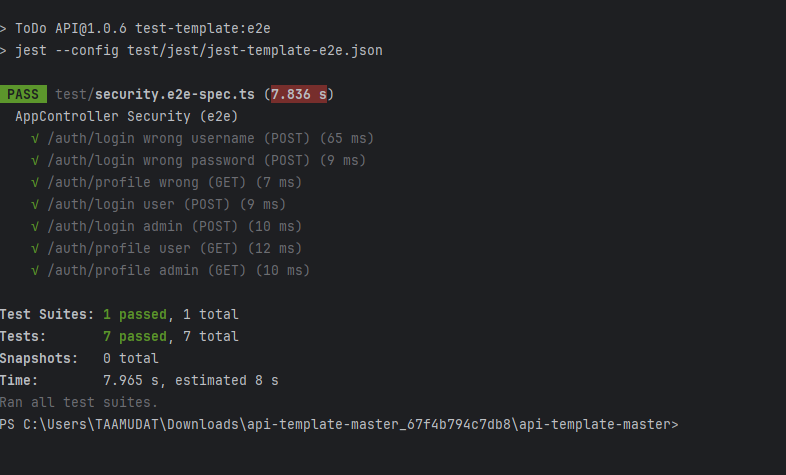 > ToDo API@1.0.6 test-template:e2e
> jest --config test/jest/jest-template-e2e.json
PASS test/security.e2e-spec.ts (7.836 s)
AppController Security (e2e)
√ /auth/login wrong username (POST) (65 ms)
√ /auth/login wrong password (POST) (9 ms)
√ /auth/profile wrong (GET) (7 ms)
√ /auth/login user (POST) (9 ms)
√ /auth/login admin (POST) (10 ms)
√ /auth/profile user (GET) (12 ms)
√ /auth/profile admin (GET) (10 ms)
Test Suites: 1 passed, 1 total
Tests: 7 passed, 7 total
Snapshots: 0 total
Time: 7.965 s, estimated 8 s
Ran all test suites.
PS C:\Users\TAAMUDAT\Downloads\api-template-master_67f4b794c7db8\api-template-master>